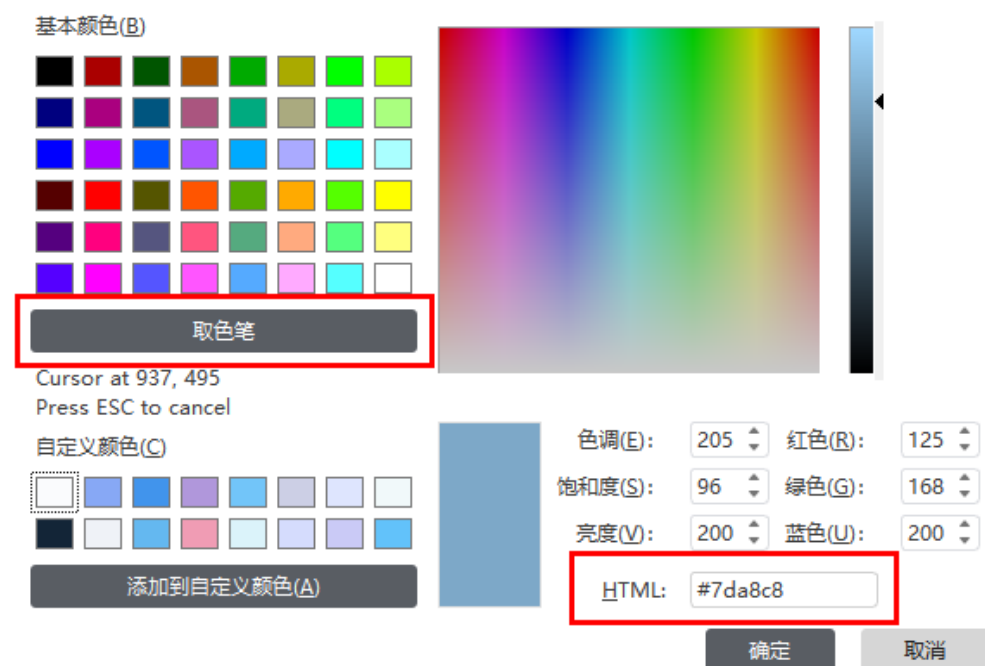 基本颜色(B)
取色笔
Cursor at 937, 495
Press ESC to cancel
自定义颜色(C)
添加到自定义颜色(A)
色调(E): 205 红色(R): 125
饱和度(S): 96 绿色(G): 168
亮度(V): 200 蓝色(U): 200
HTML: #7da8c8
确定 取消